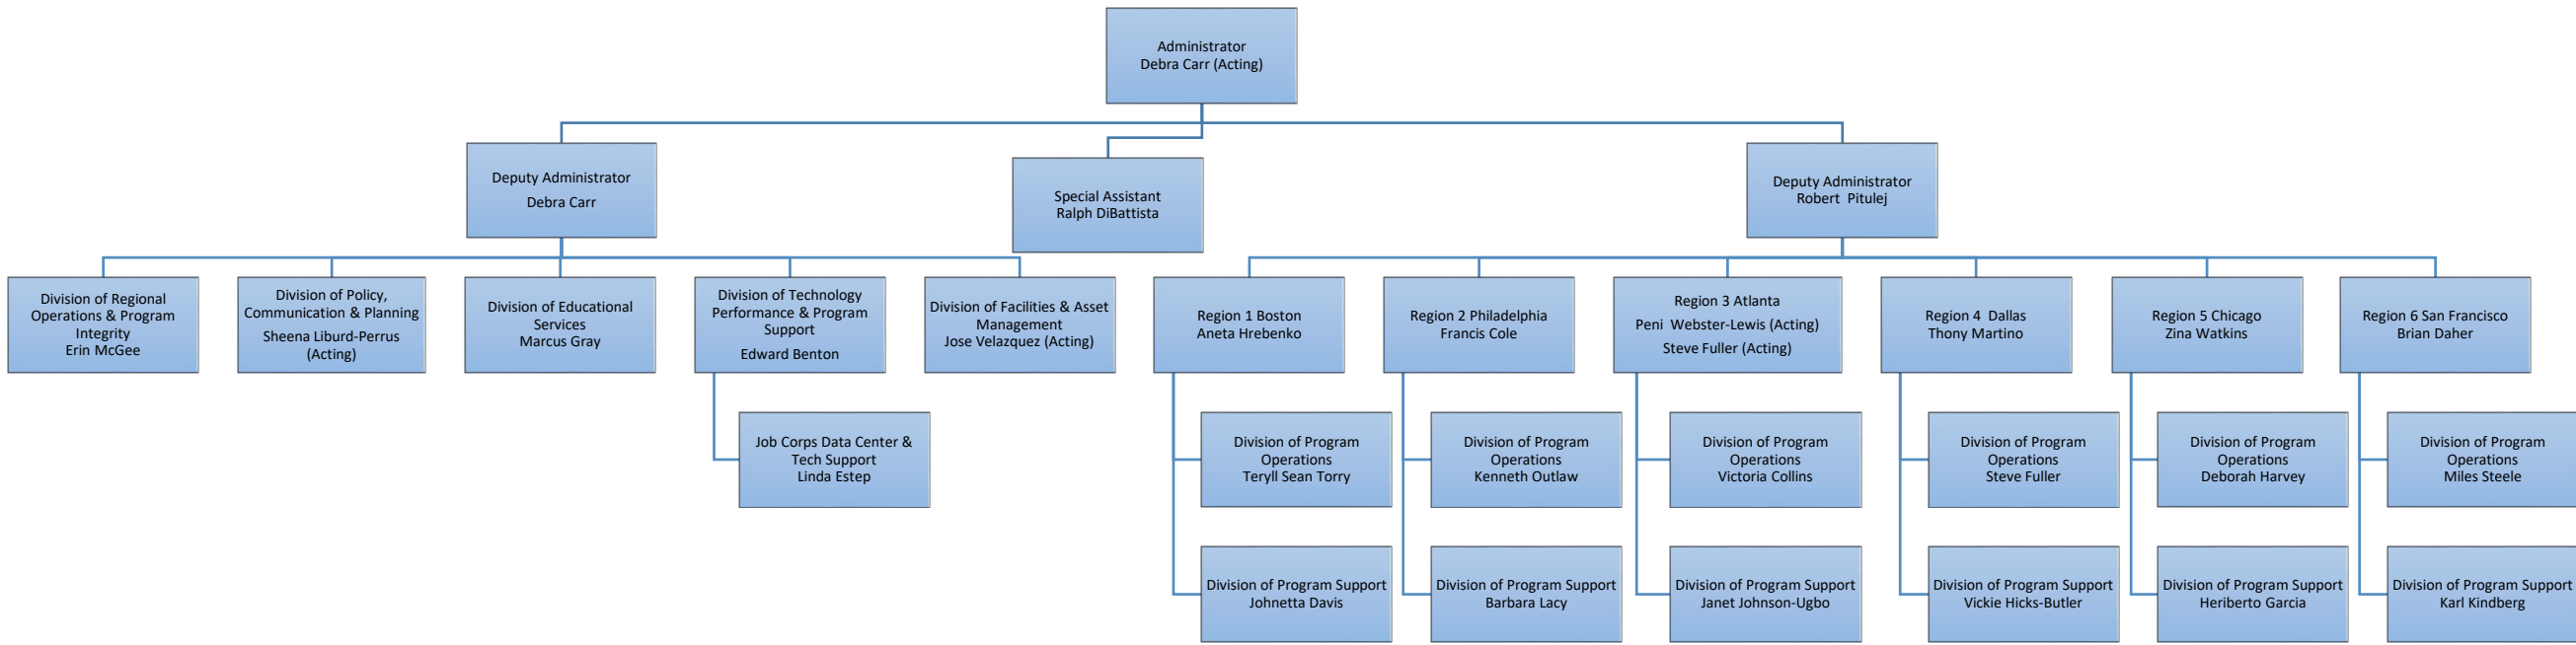 Administrator
Debra Carr (Acting)
Deputy Administrator
Debra Carr
Special Assistant
Ralph DiBattista
Deputy Administrator
Robert Pitulej
Division of Regional
Operations & Program
Integrity
Erin McGee
Division of Policy,
Communication & Planning
Sheena Liburd-Perrus
(Acting)
Division of Educational
Services
Marcus Gray
Division of Technology
Performance & Program
Support
Edward Benton
Division of Facilities & Asset
Management
Jose Velazquez (Acting)
Region 1 Boston
Aneta Hrebenko
Region 2 Philadelphia
Francis Cole
Region 3 Atlanta
Peni Webster-Lewis (Acting)
Steve Fuller (Acting)
Region 4 Dallas
Thony Martino
Region 5 Chicago
Zina Watkins
Region 6 San Francisco
Brian Daher
Job Corps Data Center &
Tech Support
Linda Estep
Division of Program
Operations
Teryll Sean Torry
Division of Program
Operations
Kenneth Outlaw
Division of Program
Operations
Victoria Collins
Division of Program
Operations
Steve Fuller
Division of Program
Operations
Deborah Harvey
Division of Program
Operations
Miles Steele
Division of Program Support
Johnetta Davis
Division of Program Support
Barbara Lacy
Division of Program Support
Janet Johnson-Ugbo
Division of Program Support
Vickie Hicks-Butler
Division of Program Support
Heriberto Garcia
Division of Program Support
Karl Kindberg